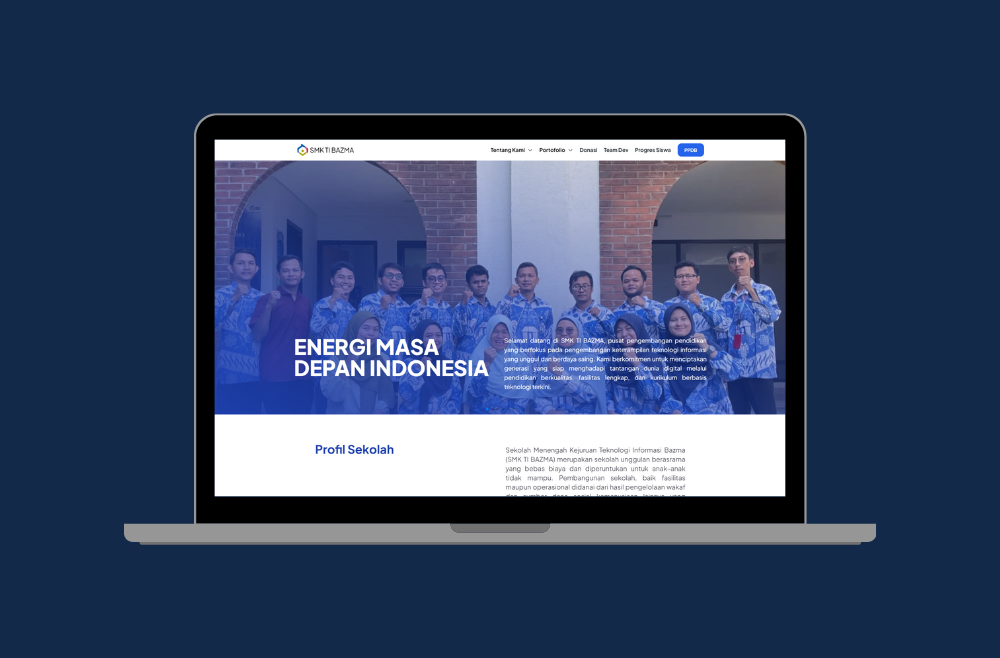 SMK TI BAZMA
Tentang Kami
Portofolio
Donasi
Team Dev
Progres Siswa
PPDB
ENERGI MASA
DEPAN INDONESIA
Selamat datang di SMK TI BAZMA, pusat pengembangan pendidikan
yang berfokus pada pengembangan keterampilan teknologi informasi
yang unggul dan berdaya saing. Kami berkomitmen untuk menciptakan
generasi yang siap menghadapi tantangan dunia digital melalui
pendidikan berkualitas, fasilitas lengkap, dan kurikulum berbasis
teknologi terkini.
Profil Sekolah
Sekolah Menengah Kejuruan Teknologi Informasi Bazma
(SMK TI BAZMA) merupakan sekolah unggulan berasrama
yang bebas biaya dan diperuntukan untuk anak-anak
tidak mampu. Pembangunan sekolah, baik fasilitas
maupun operasional didanai dari hasil pengelolaan wakaf